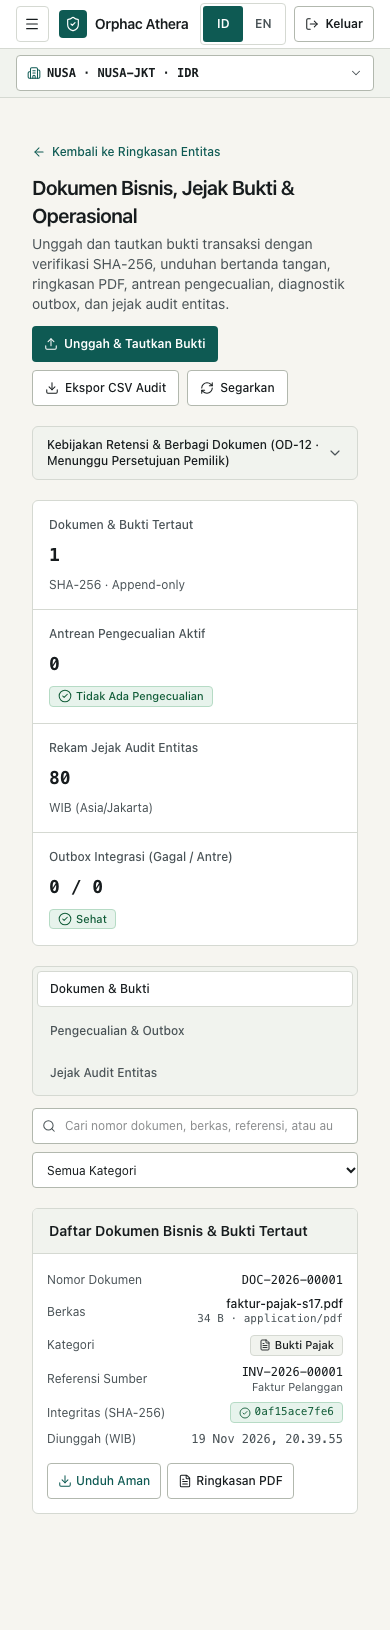 Orphac Athera
ID
EN
Keluar
NUSA · NUSA-JKT · IDR
Kembali ke Ringkasan Entitas
Dokumen Bisnis, Jejak Bukti &
Operasional
Unggah dan tautkan bukti transaksi dengan
verifikasi SHA-256, unduhan bertanda tangan,
ringkasan PDF, antrean pengecualian, diagnostik
outbox, dan jejak audit entitas.
Unggah & Tautkan Bukti
Ekspor CSV Audit
Segarkan
Kebijakan Retensi & Berbagi Dokumen (OD-12 ·
Menunggu Persetujuan Pemilik)
Dokumen & Bukti Tertaut
1
SHA-256 · Append-only
Antrean Pengecualian Aktif
0
Tidak Ada Pengecualian
Rekam Jejak Audit Entitas
80
WIB (Asia/Jakarta)
Outbox Integrasi (Gagal / Antre)
0 / 0
Sehat
Dokumen & Bukti
Pengecualian & Outbox
Jejak Audit Entitas
Cari nomor dokumen, berkas, referensi, atau au
Semua Kategori
Daftar Dokumen Bisnis & Bukti Tertaut
Nomor Dokumen DOC-2026-00001
Berkas faktur-pajak-s17.pdf
34 B · application/pdf
Kategori Bukti Pajak
Referensi Sumber INV-2026-00001
Faktur Pelanggan
Integritas (SHA-256) 0af15ace7fe6
Diunggah (WIB) 19 Nov 2026, 20.39.55
Unduh Aman
Ringkasan PDF